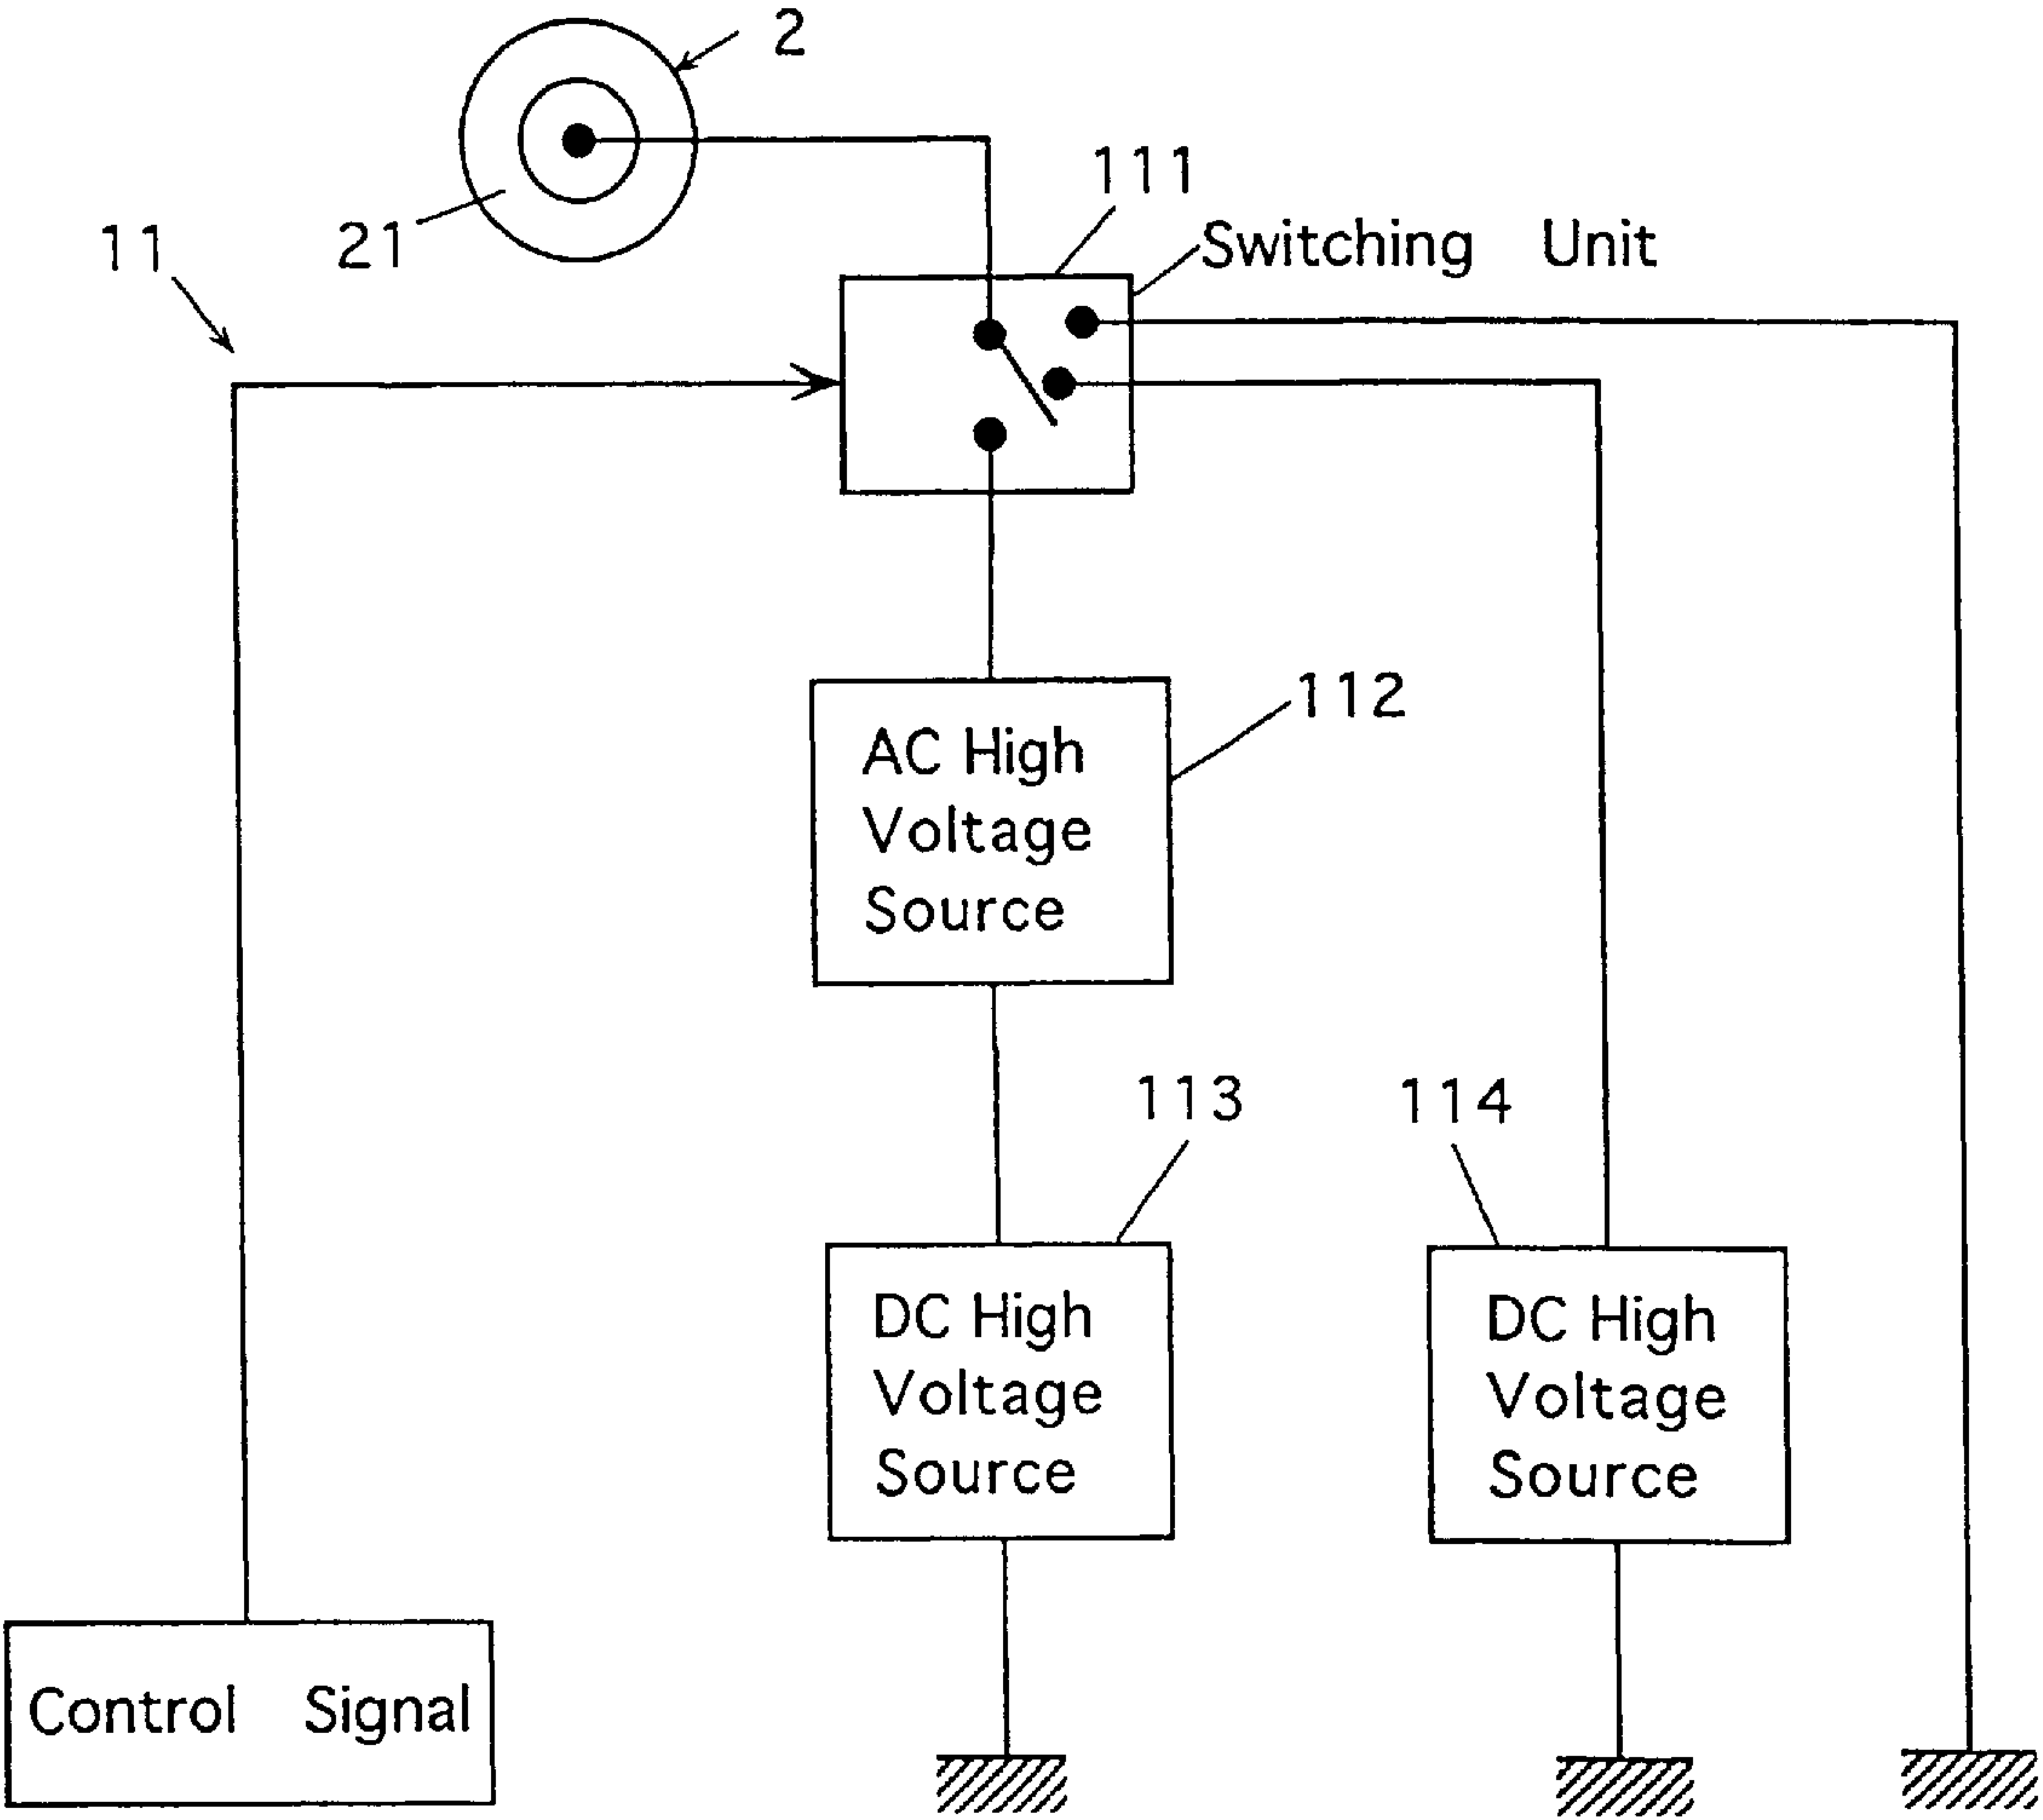 2
111
21
11
Switching Unit
112
AC High
Voltage
Source
113
114
DC High
Voltage
Source
DC High
Voltage
Source
Control Signal